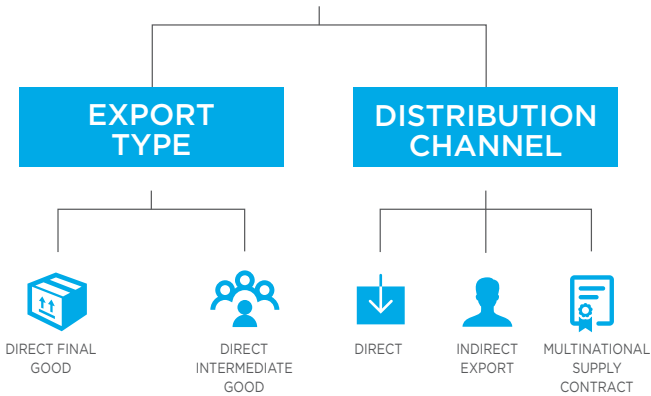 EXPORT
TYPE
DISTRIBUTION
CHANNEL
DIRECT FINAL
GOOD
DIRECT
INTERMEDIATE
GOOD
DIRECT
INDIRECT
EXPORT
MULTINATIONAL
SUPPLY
CONTRACT